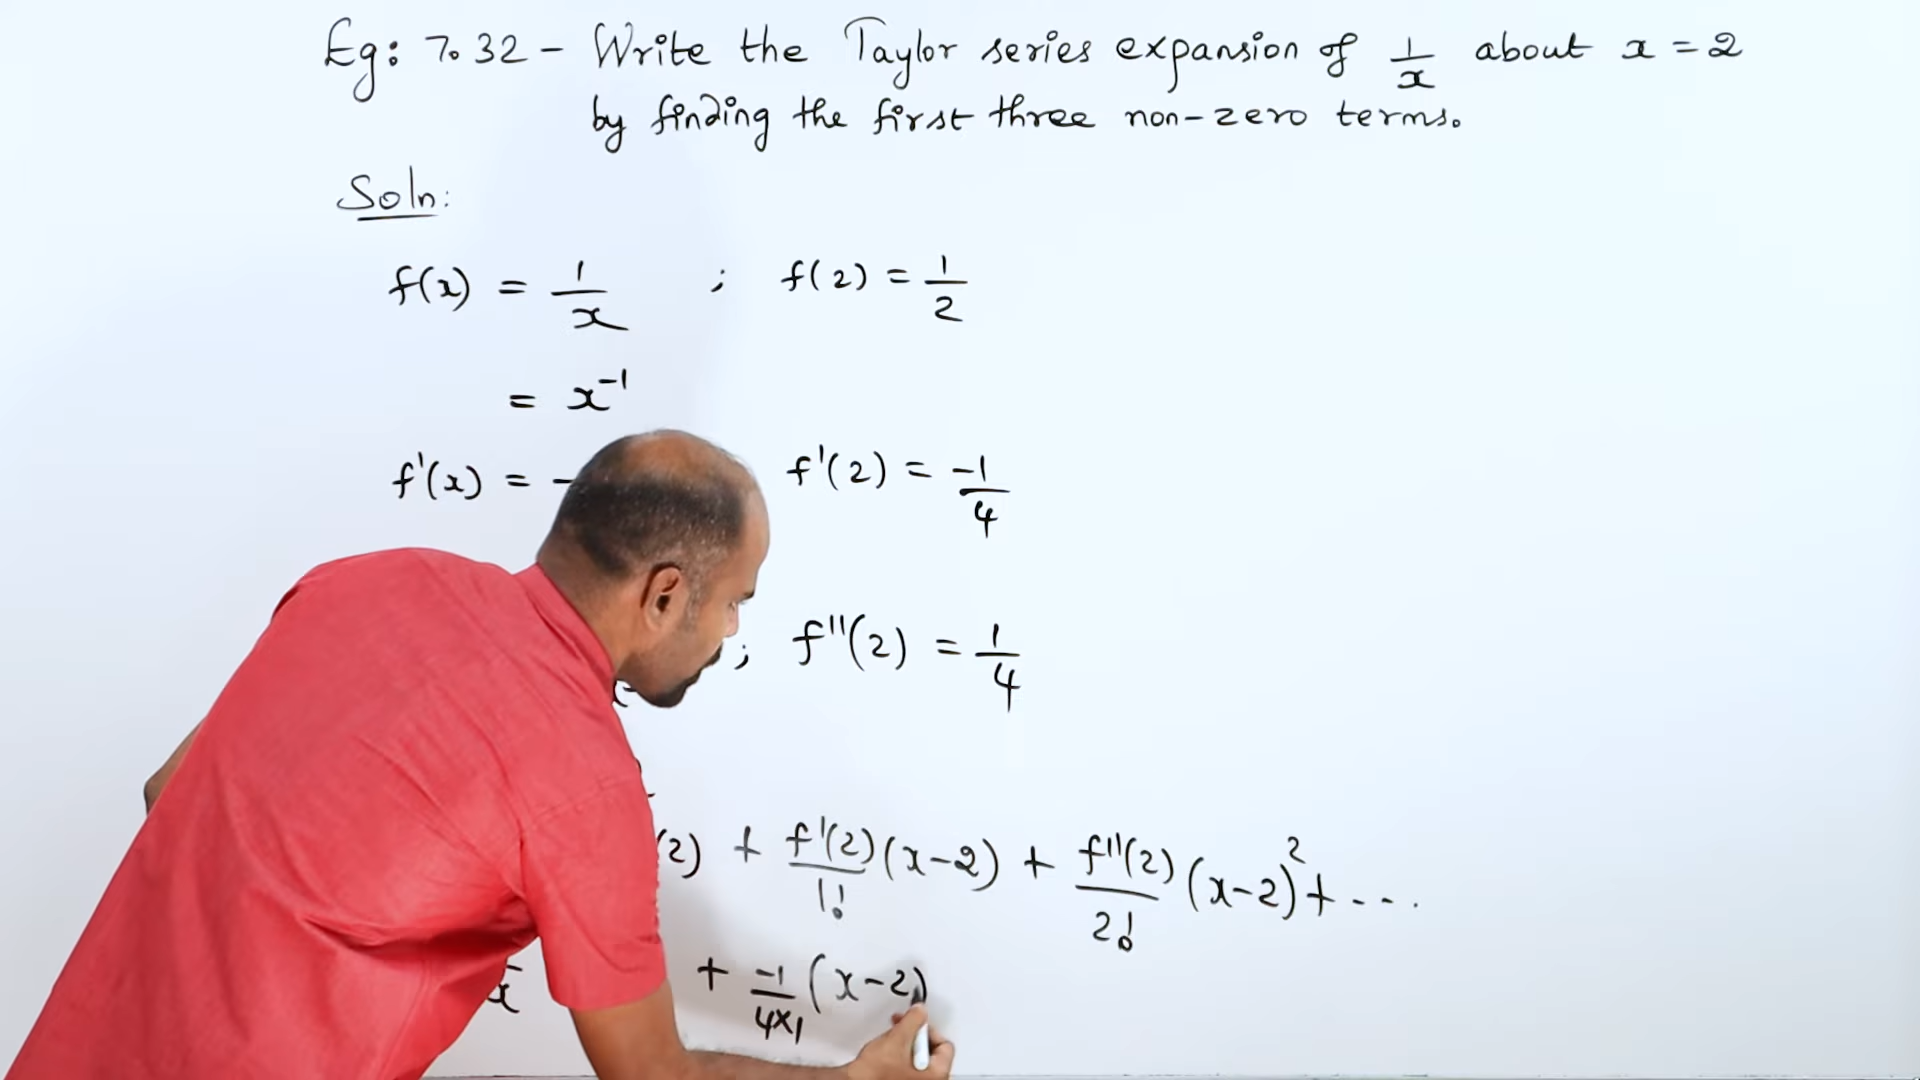 Eg: 7.32 - Write the Taylor series expansion of 1/x about x = 2
by finding the first three non-zero terms.
Soln:
f(x) = 1/x ; f(2) = 1/2
= x⁻¹
f'(x) = - f'(2) = -1/4
; f''(2) = 1/4
(2) + f'(2)/1! (x-2) + f''(2)/2! (x-2)² + ---.
+ -1/4×1 (x-2)